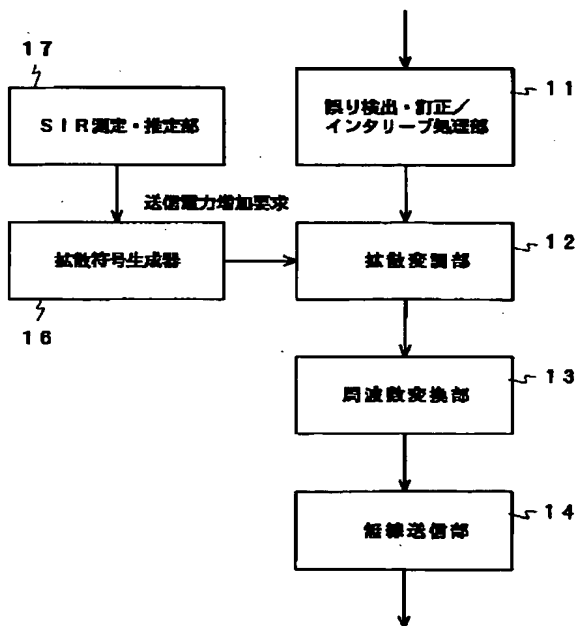 17
SIR測定・推定部
送信電力増加要求
拡散符号生成器
16
11
誤り検出・訂正／
インタリーブ処理部
12
拡散変調部
13
周波数変換部
14
無線送信部